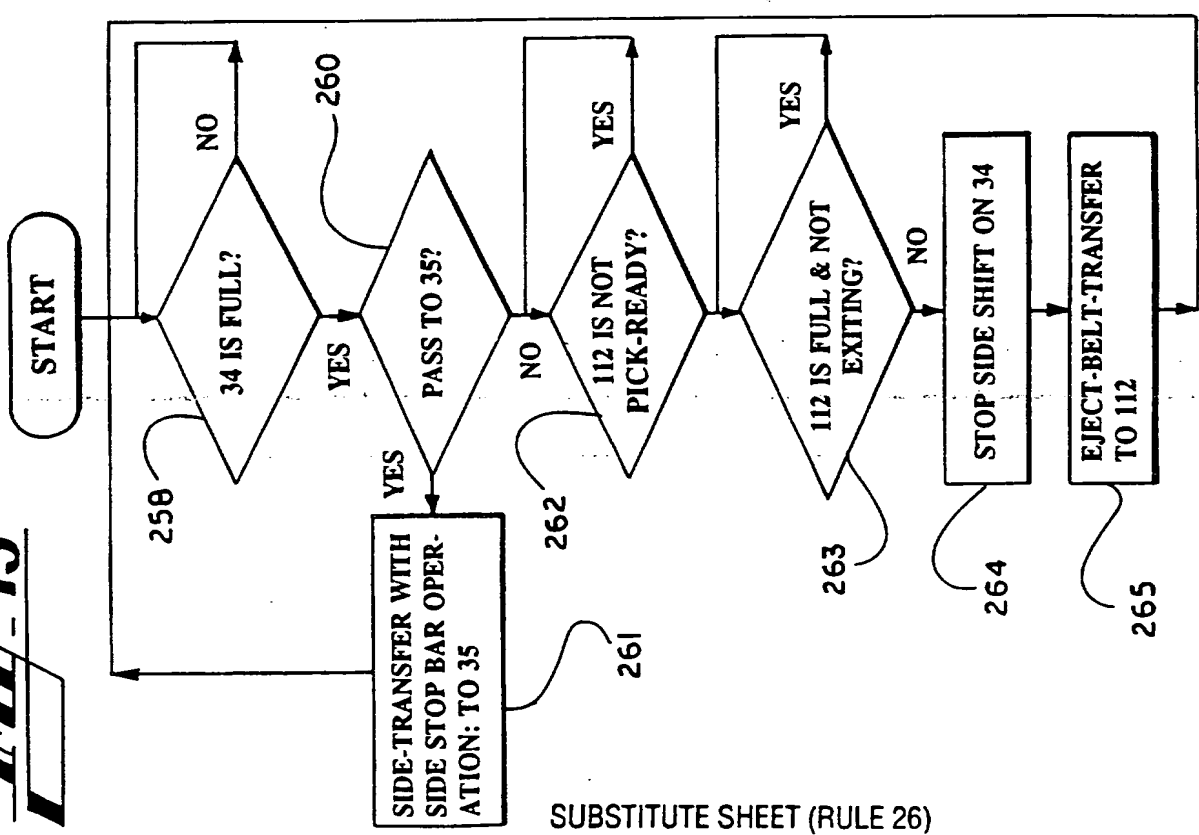 START
258
34 IS FULL?
NO
YES
260
PASS TO 35?
YES
NO
SIDE-TRANSFER WITH
SIDE STOP BAR OPER-
ATION: TO 35
261
262
112 IS NOT
PICK-READY?
YES
263
112 IS FULL & NOT
EXITING?
YES
NO
STOP SIDE SHIFT ON 34
264
EJECT-BELT-TRANSFER
TO 112
265
SUBSTITUTE SHEET (RULE 26)